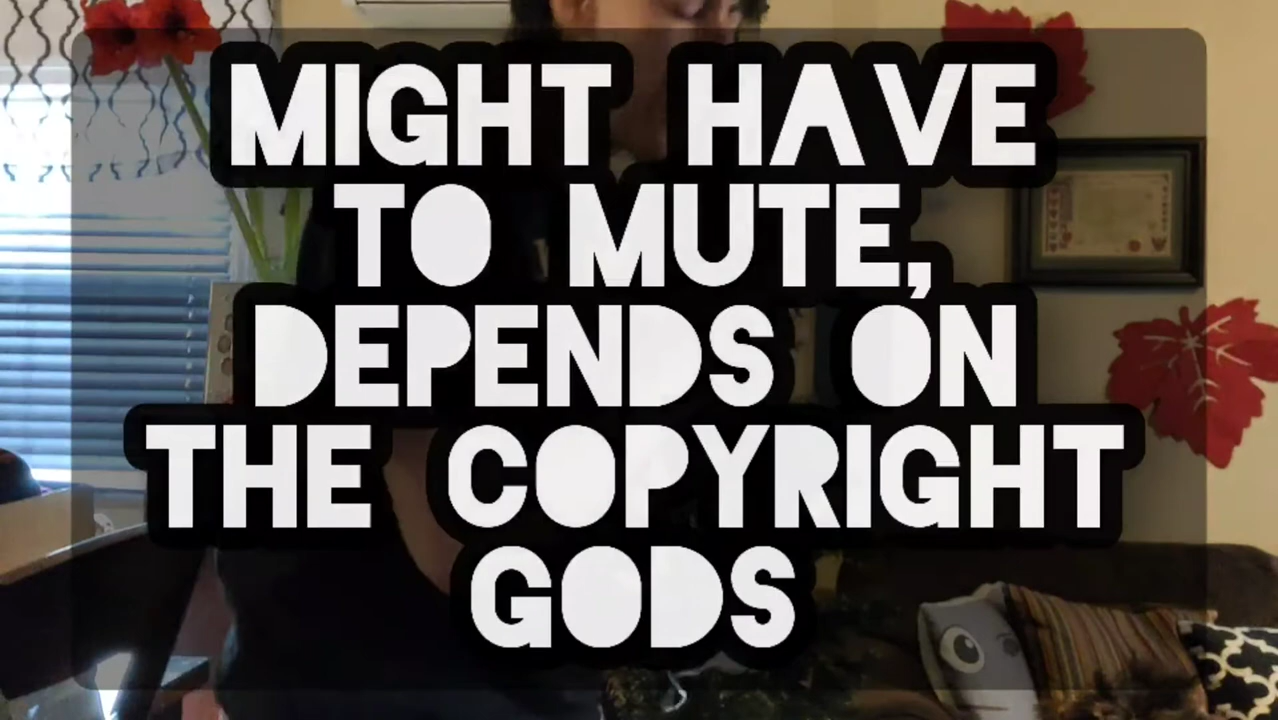 MIGHT HAVE
TO MUTE,
DEPENDS ON
THE COPYRIGHT
GODS